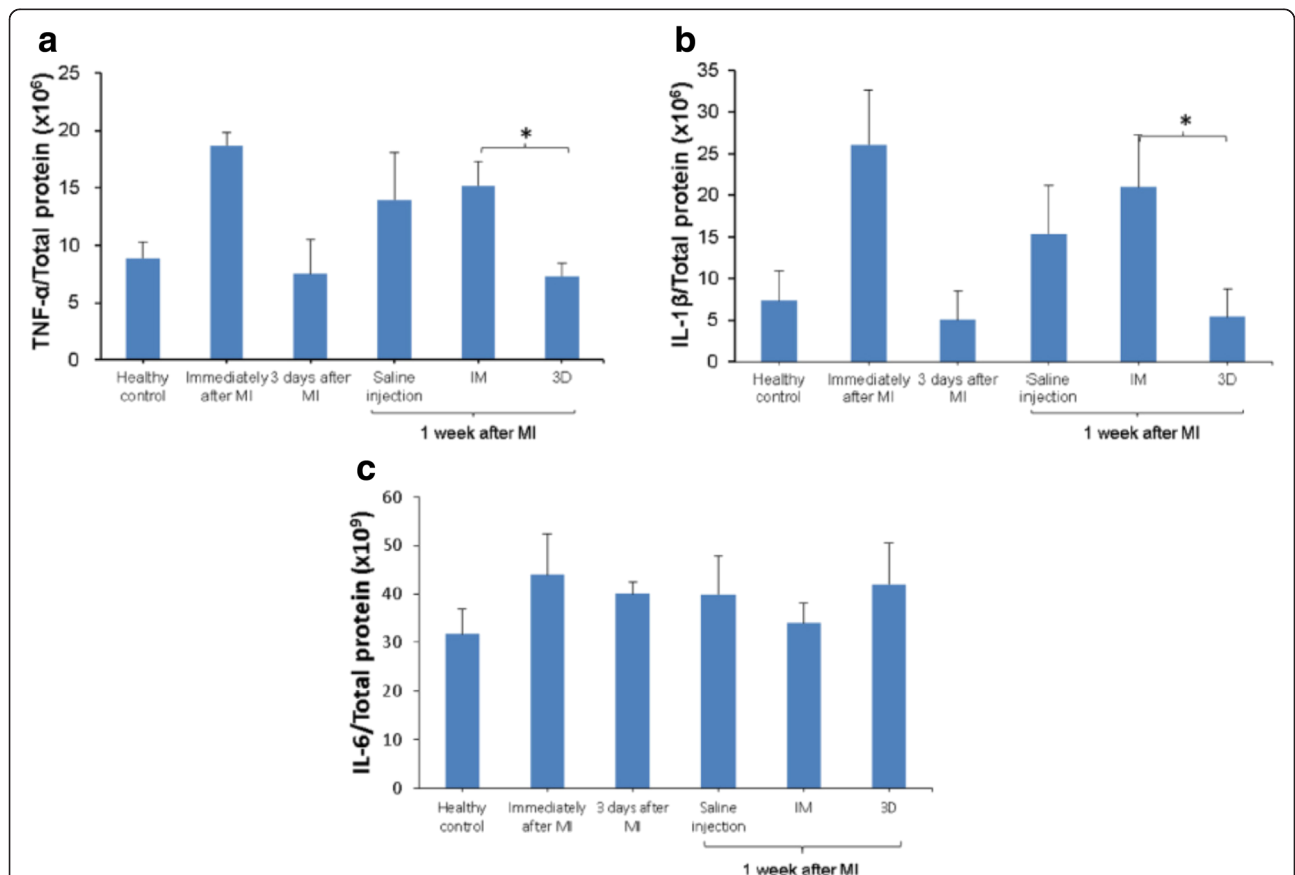 a
TNF-α/Total protein (x10⁶)
25
20
15
10
5
0
*
Healthy control
Immediately after MI
3 days after MI
Saline injection
IM
3D
1 week after MI
b
IL-1β/Total protein (x10⁶)
35
30
25
20
15
10
5
0
*
Healthy control
Immediately after MI
3 days after MI
Saline injection
IM
3D
1 week after MI
c
IL-6/Total protein (x10⁹)
60
50
40
30
20
10
0
Healthy control
Immediately after MI
3 days after MI
Saline injection
IM
3D
1 week after MI